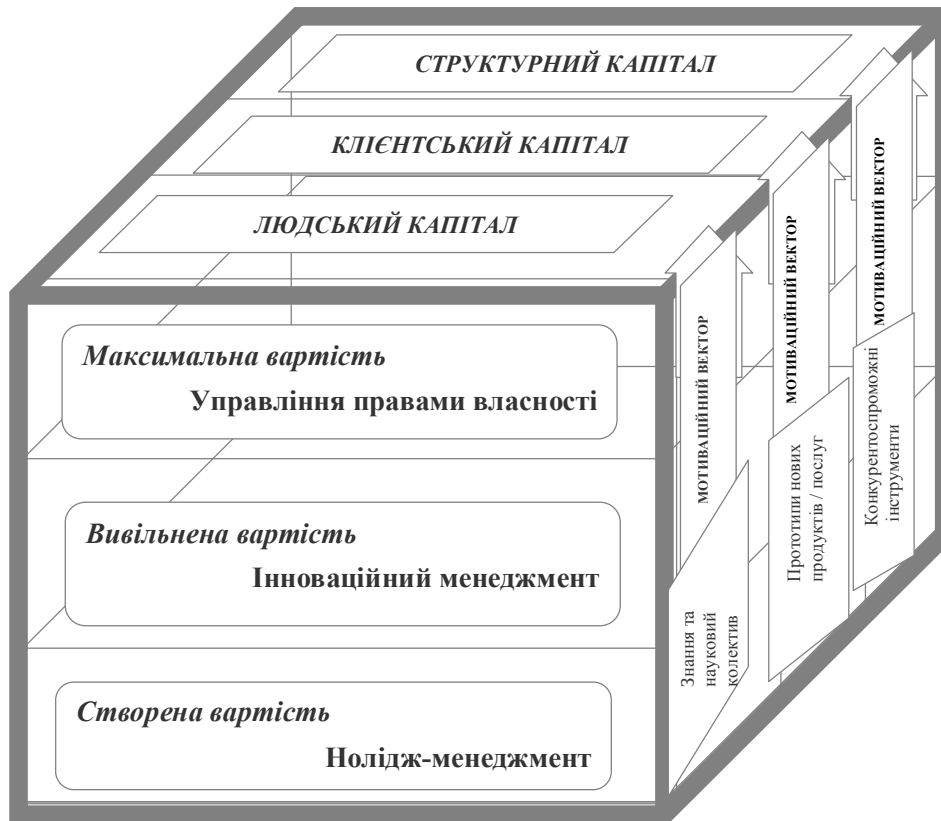 СТРУКТУРНИЙ КАПІТАЛ
КЛІЄНТСЬКИЙ КАПІТАЛ
ЛЮДСЬКИЙ КАПІТАЛ
Максимальна вартість
Управління правами власності
Вивільнена вартість
Інноваційний менеджмент
Створена вартість
Нолідж-менеджмент
МОТИВАЦІЙНИЙ ВЕКТОР
Знання та
науковий
колектив
МОТИВАЦІЙНИЙ ВЕКТОР
Прототипи нових
продуктів / послуг
МОТИВАЦІЙНИЙ ВЕКТОР
Конкурентоспроможні
інструменти